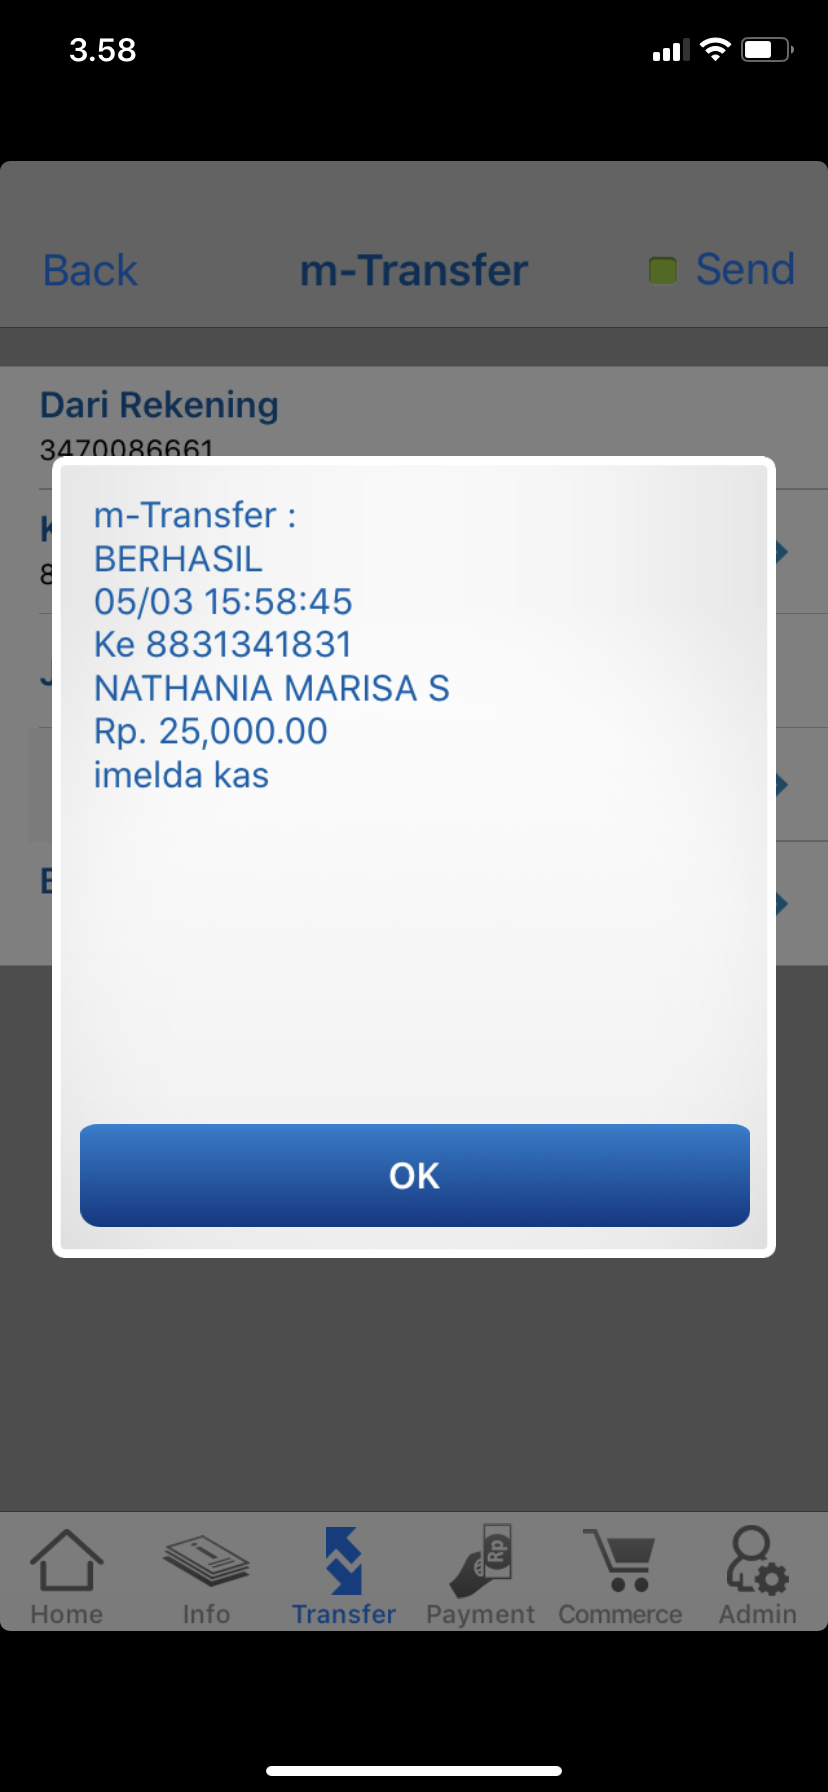 3.58
Back m-Transfer Send
Dari Rekening
3470086661
m-Transfer :
BERHASIL
05/03 15:58:45
Ke 8831341831
NATHANIA MARISA S
Rp. 25,000.00
imelda kas
OK
Rp
Home Info Transfer Payment Commerce Admin